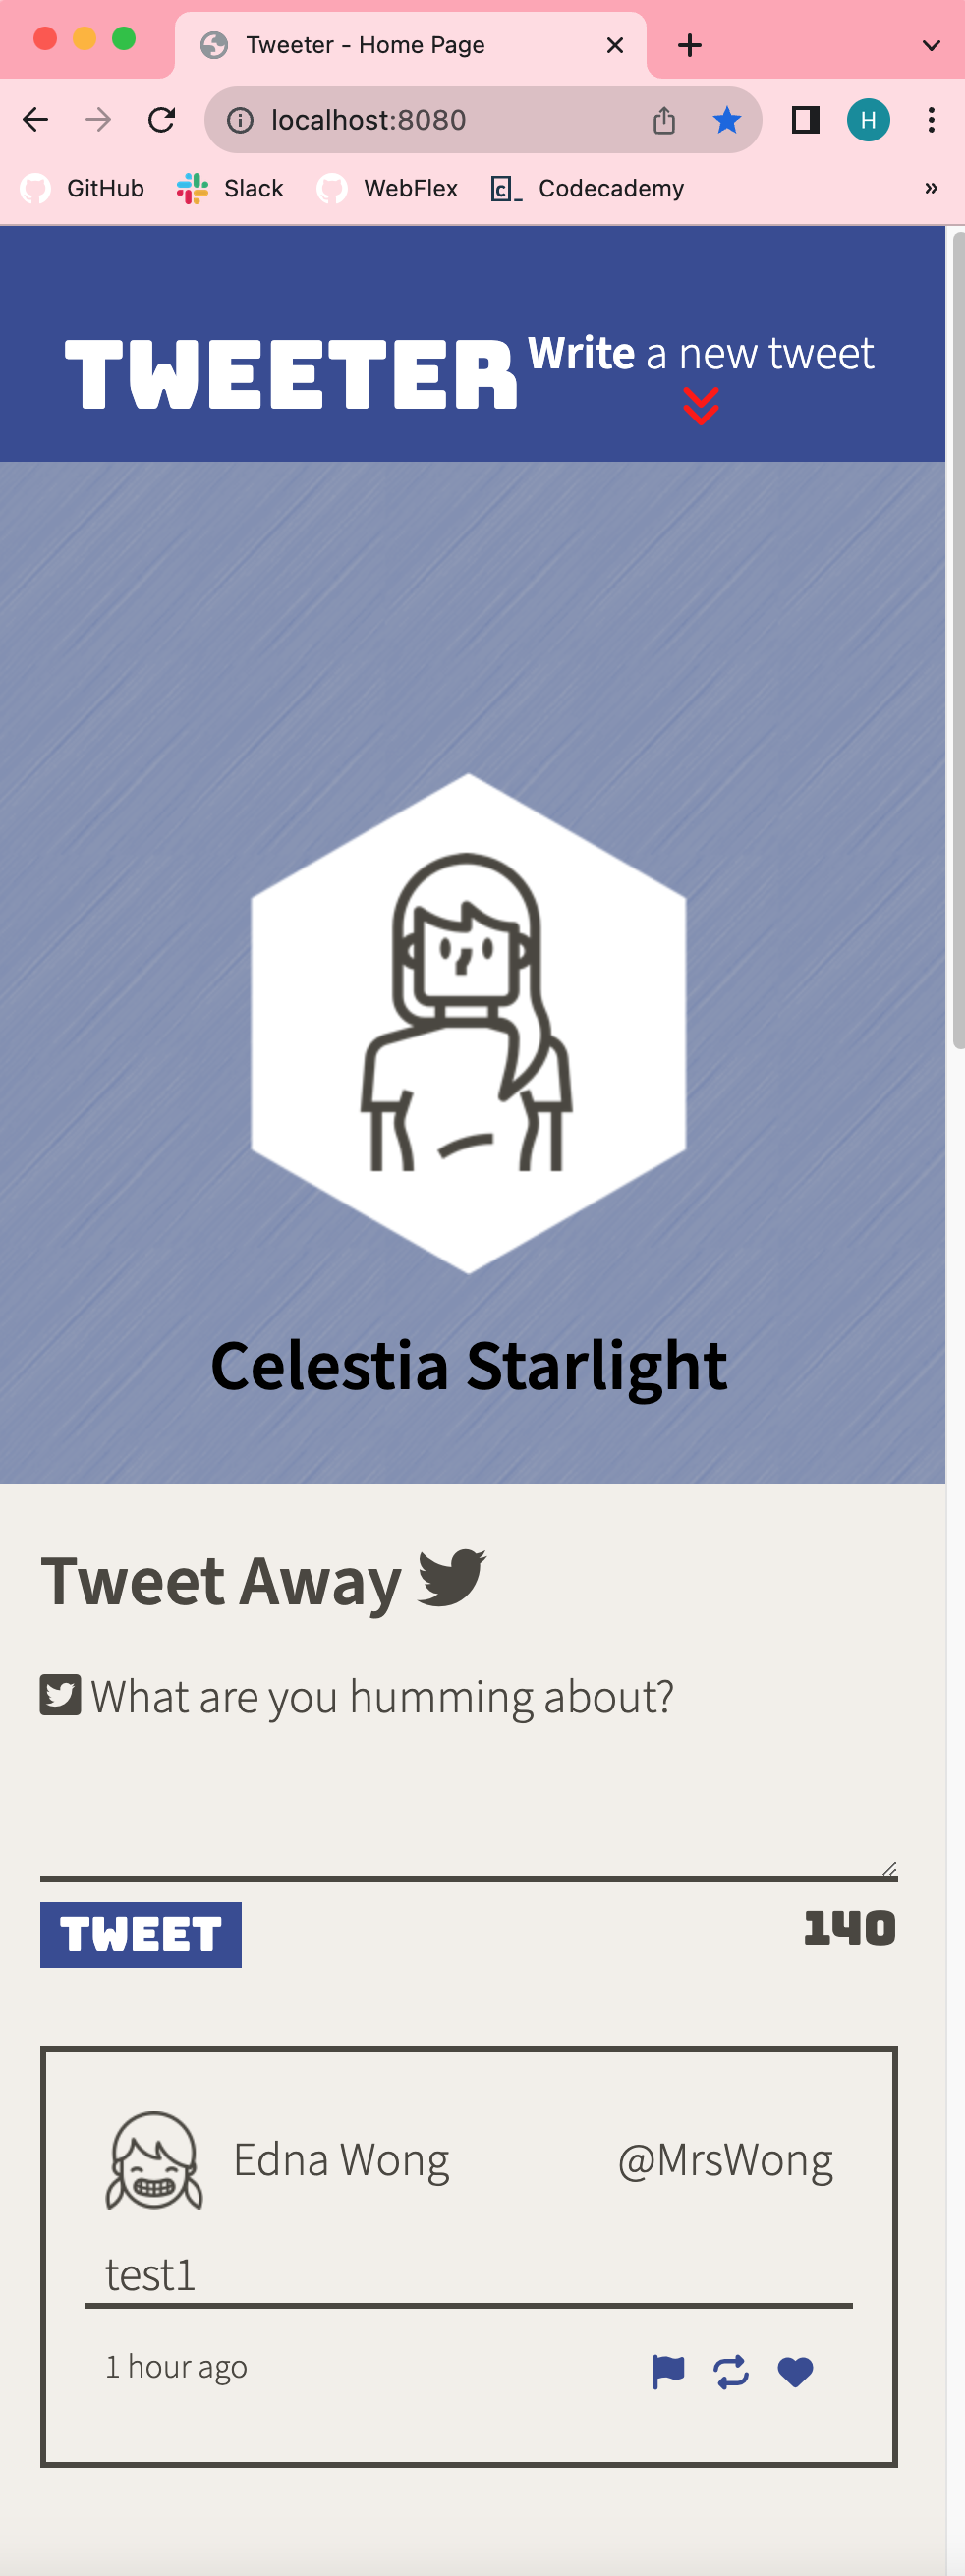 Tweeter - Home Page
localhost:8080
H
GitHub
Slack
WebFlex
Codecademy
»
TWEETER
Write a new tweet
Celestia Starlight
Tweet Away
What are you humming about?
TWEET
140
Edna Wong
@MrsWong
test1
1 hour ago